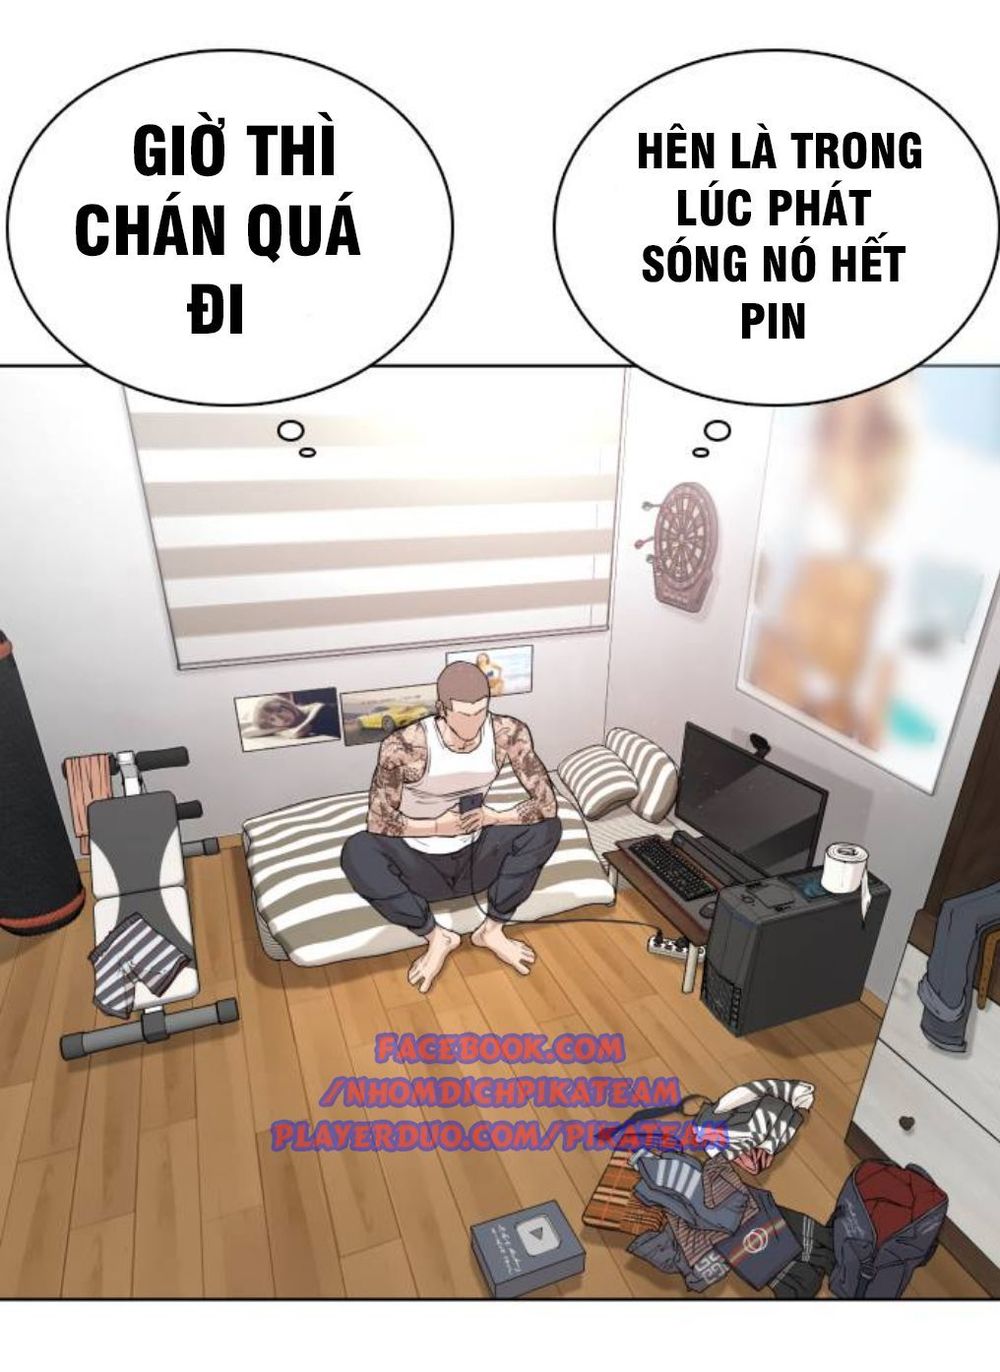 GIỜ THÌ
CHÁN QUÁ
ĐI
HÊN LÀ TRONG
LÚC PHÁT
SÓNG NÓ HẾT
PIN
FACEBOOK.COM
/NHOMDICHPIKATEAM
PLAYERDUO.COM/PIKATEAM